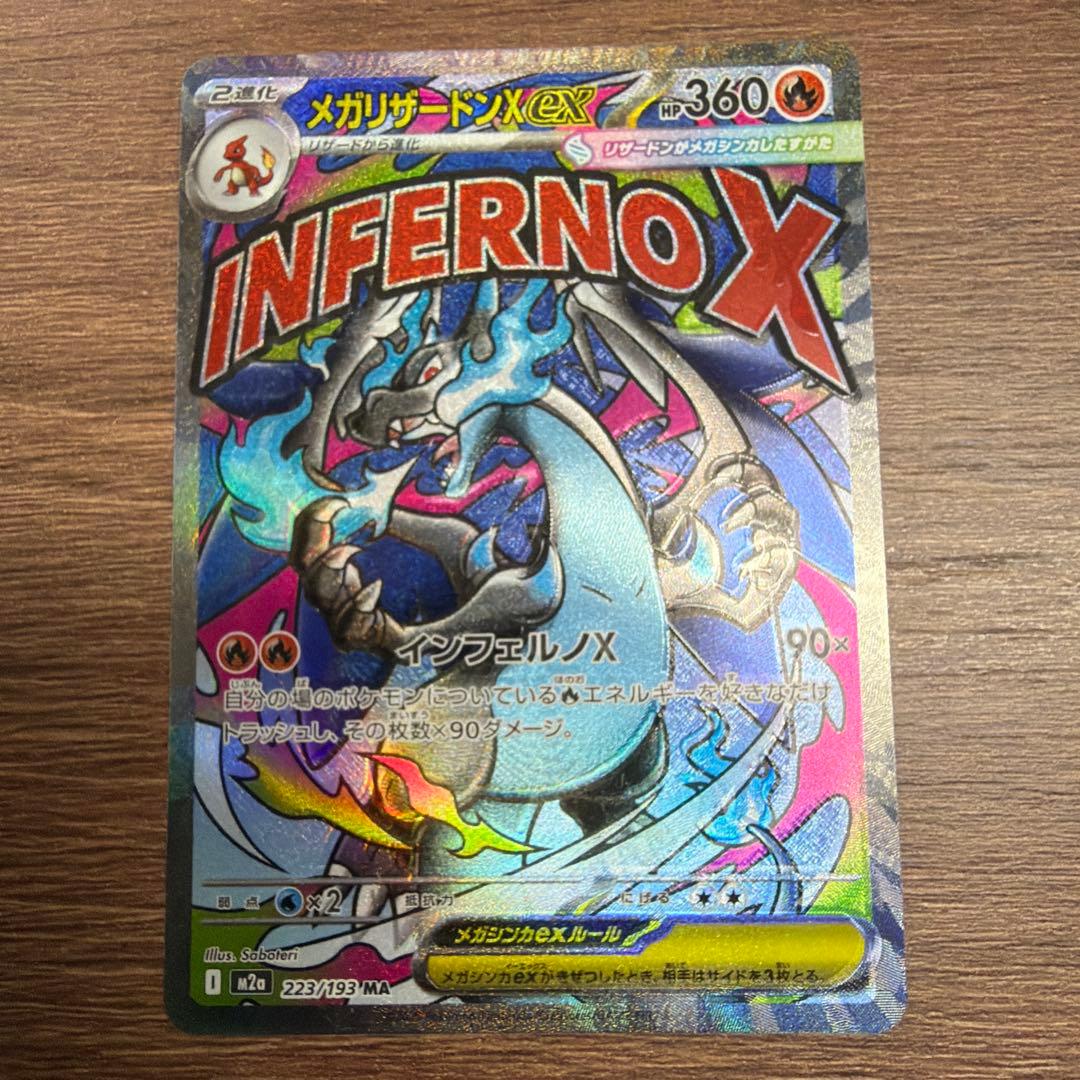 2進化 メガリザードンXex HP360
リザードから進化
リザードンがメガシンカしたすがた
INFERNO X
インフェルノX 90×
自分の場のポケモンについているエネルギーを好きなだけ
トラッシュし、その枚数×90ダメージ。
弱点 ×2 抵抗力 にげる
メガシンカexルール
メガシンカexがきぜつしたとき、相手はサイドを3枚とる。
Illus. Saboteri
I M2a 223/193 MA